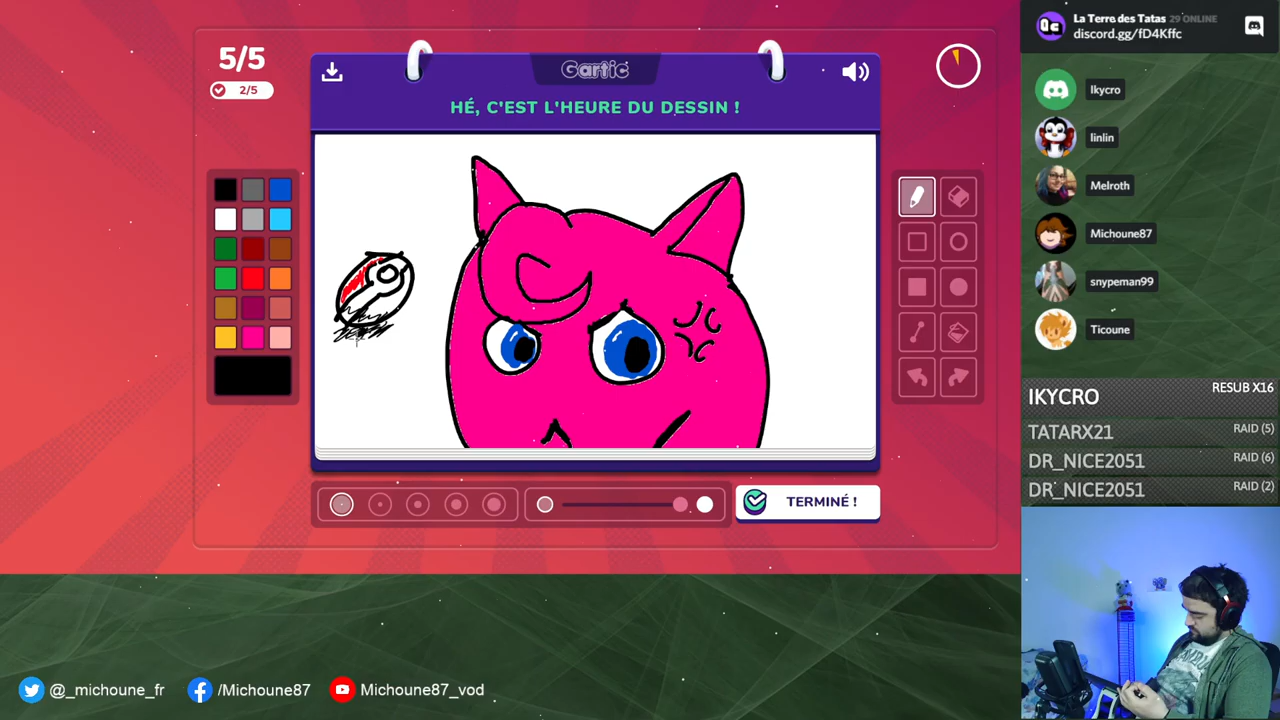 5/5
2/5
Gartic
HÉ, C'EST L'HEURE DU DESSIN !
TERMINÉ !
La Terre des Tatas 29 ONLINE
discord.gg/fD4Kffc
Ikycro
linlin
Melroth
Michoune87
snypeman99
Ticoune
IKYCRO RESUB X16
TATARX21 RAID (5)
DR_NICE2051 RAID (6)
DR_NICE2051 RAID (2)
@_michoune_fr /Michoune87 Michoune87_vod